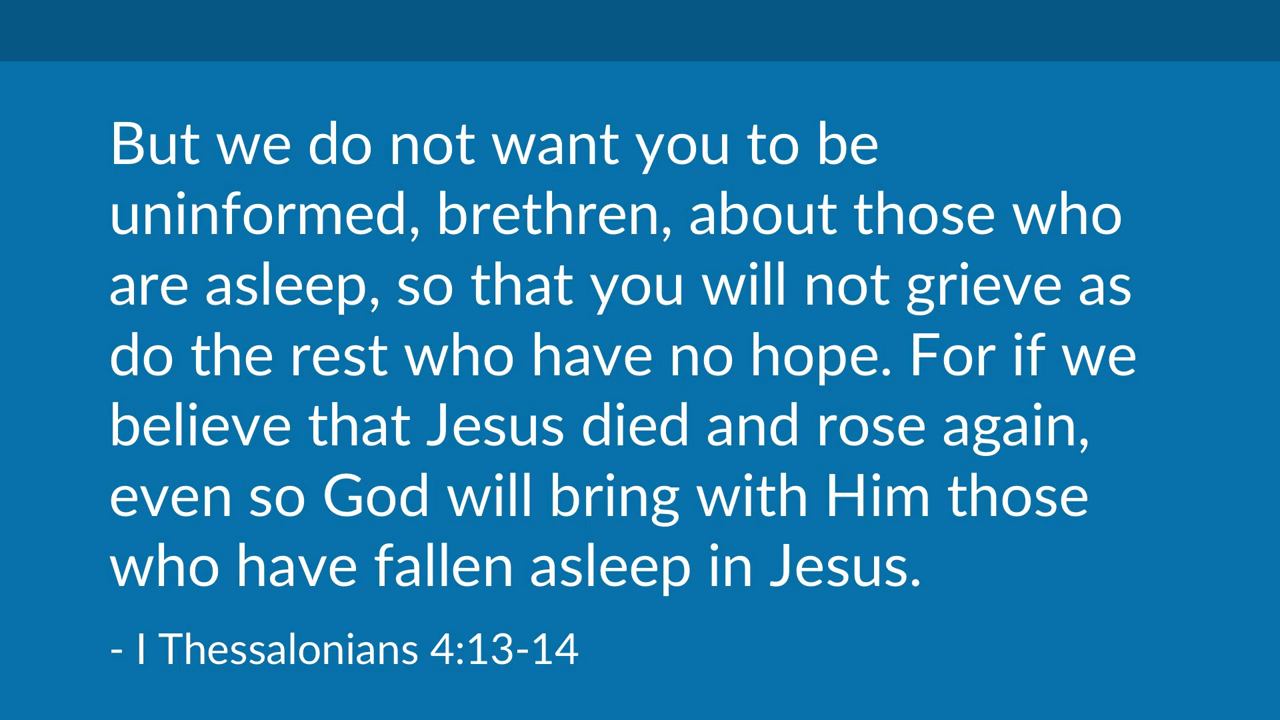 But we do not want you to be
uninformed, brethren, about those who
are asleep, so that you will not grieve as
do the rest who have no hope. For if we
believe that Jesus died and rose again,
even so God will bring with Him those
who have fallen asleep in Jesus.
- I Thessalonians 4:13-14